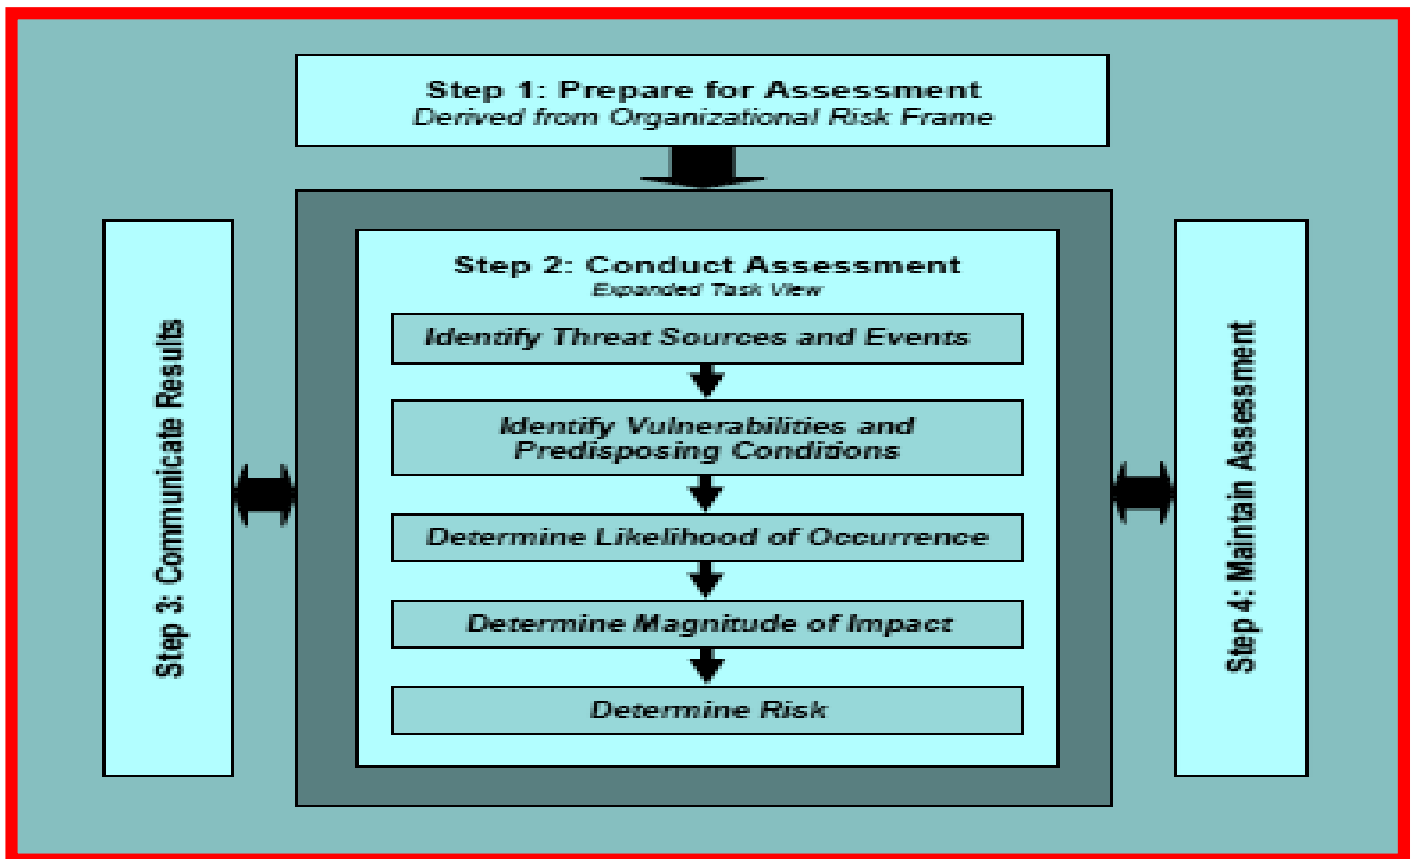 Step 1: Prepare for Assessment
Derived from Organizational Risk Frame
Step 2: Conduct Assessment
Expanded Task View
Identify Threat Sources and Events
Identify Vulnerabilities and
Predisposing Conditions
Determine Likelihood of Occurrence
Determine Magnitude of Impact
Determine Risk
Step 3: Communicate Results
Step 4: Maintain Assessment